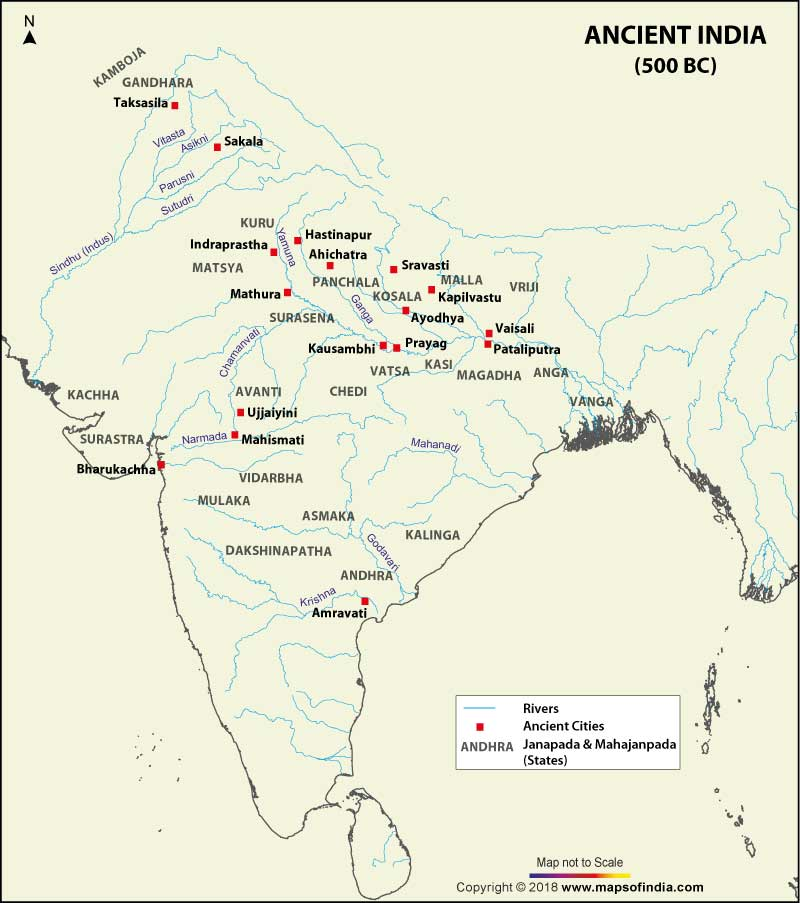 N
ANCIENT INDIA
(500 BC)
KAMBOJA
GANDHARA
Taksasila
Vitasta
Asikni
Sakala
Parusni
Sutudri
Sindhu (Indus)
KURU
Hastinapur
Yamuna
Indraprastha
Ahichatra
MATSYA
Sravasti
PANCHALA
MALLA
VRIJI
Mathura
KOSALA
Kapilvastu
Ganga
SURASENA
Ayodhya
Vaisali
Chamanvati
Kausambhi
Prayag
Pataliputra
VATSA
KASI
MAGADHA
ANGA
KACHHA
AVANTI
CHEDI
VANGA
Ujjaiyini
SURASTRA
Narmada
Mahismati
Mahanadi
Bharukachha
VIDARBHA
MULAKA
ASMAKA
KALINGA
DAKSHINAPATHA
Godavari
ANDHRA
Krishna
Amravati
Rivers
Ancient Cities
ANDHRA Janapada & Mahajanpada
(States)
Map not to Scale
Copyright © 2018 www.mapsofindia.com